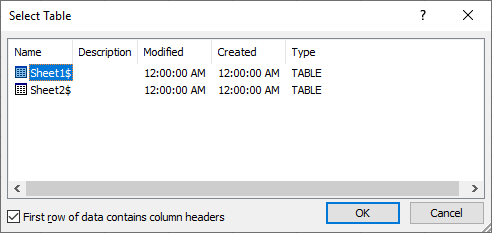 Select Table
Name Description Modified Created Type
Sheet1$ 12:00:00 AM 12:00:00 AM TABLE
Sheet2$ 12:00:00 AM 12:00:00 AM TABLE
First row of data contains column headers
OK Cancel